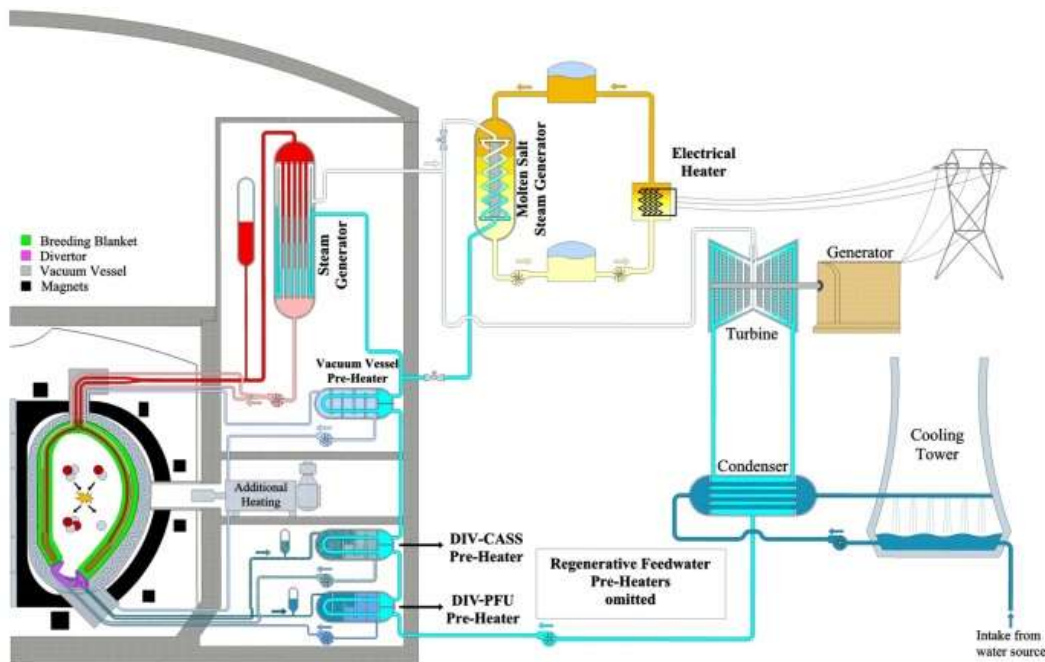 Breeding Blanket
Divertor
Vacuum Vessel
Magnets
Steam
Generator
Molten Salt
Steam Generator
Electrical
Heater
Generator
Turbine
Vacuum Vessel
Pre-Heater
Additional
Heating
Condenser
Cooling
Tower
DIV-CASS
Pre-Heater
Regenerative Feedwater
Pre-Heaters
omitted
DIV-PFU
Pre-Heater
Intake from
water source